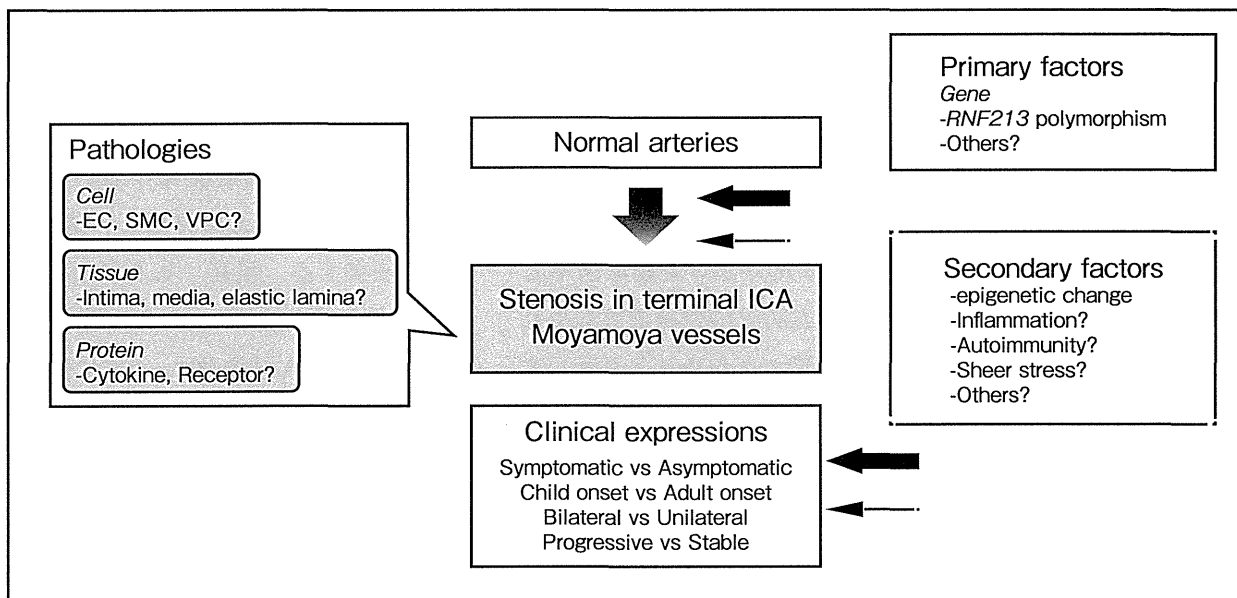 Primary factors
Gene
-RNF213 polymorphism
-Others?
Normal arteries
Pathologies
Cell
-EC, SMC, VPC?
Tissue
-Intima, media, elastic lamina?
Protein
-Cytokine, Receptor?
Stenosis in terminal ICA
Moyamoya vessels
Secondary factors
-epigenetic change
-Inflammation?
-Autoimmunity?
-Sheer stress?
-Others?
Clinical expressions
Symptomatic vs Asymptomatic
Child onset vs Adult onset
Bilateral vs Unilateral
Progressive vs Stable